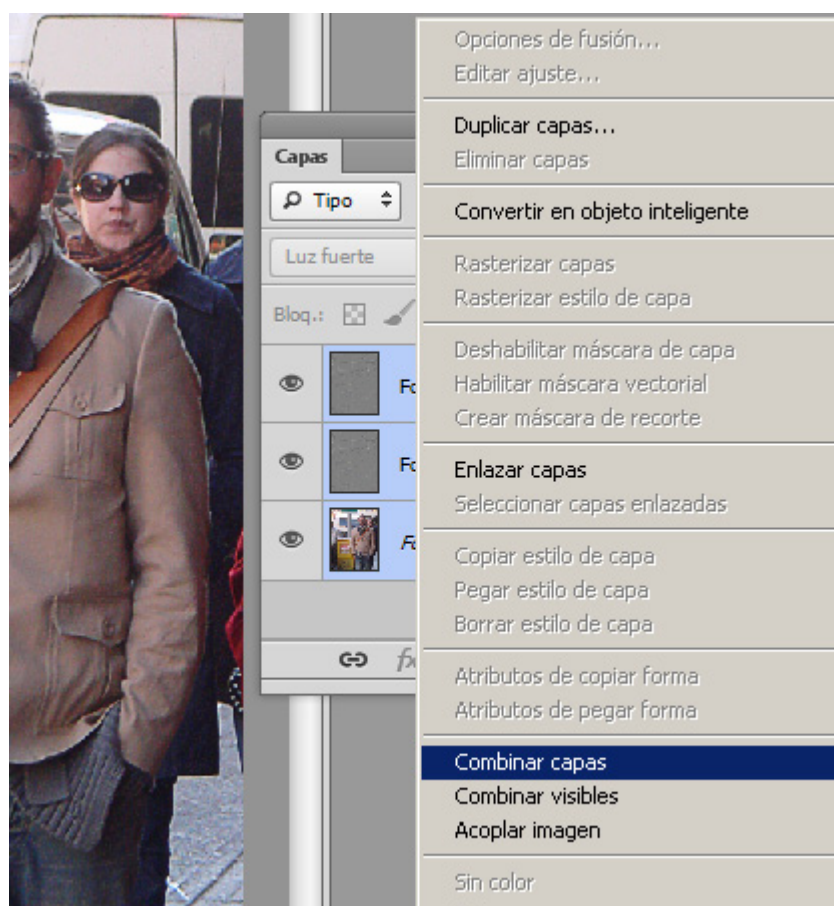 Capas
Tipo
Luz fuerte
Bloq.:
Opciones de fusión...
Editar ajuste...
Duplicar capas...
Eliminar capas
Convertir en objeto inteligente
Rasterizar capas
Rasterizar estilo de capa
Deshabilitar máscara de capa
Habilitar máscara vectorial
Crear máscara de recorte
Enlazar capas
Seleccionar capas enlazadas
Copiar estilo de capa
Pegar estilo de capa
Borrar estilo de capa
Atributos de copiar forma
Atributos de pegar forma
Combinar capas
Combinar visibles
Acoplar imagen
Sin color